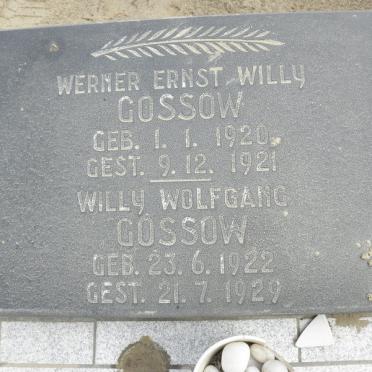 WERNER ERNST WILLY
GOSSOW
GEB. 1. 1. 1920
GEST. 9. 12. 1921
WILLY WOLFGANG
GOSSOW
GEB. 23. 6. 1922
GEST. 21. 7. 1929